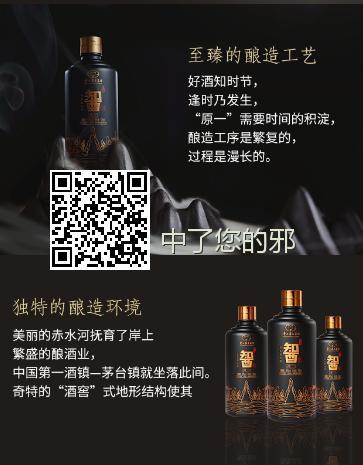 至臻的酿造工艺
好酒知时节，
逢时乃发生，
“原一”需要时间的积淀，
酿造工序是繁复的，
过程是漫长的。
中了您的邪
独特的酿造环境
美丽的赤水河抚育了岸上
繁盛的酿酒业，
中国第一酒镇—茅台镇就坐落此间。
奇特的“酒窖”式地形结构使其